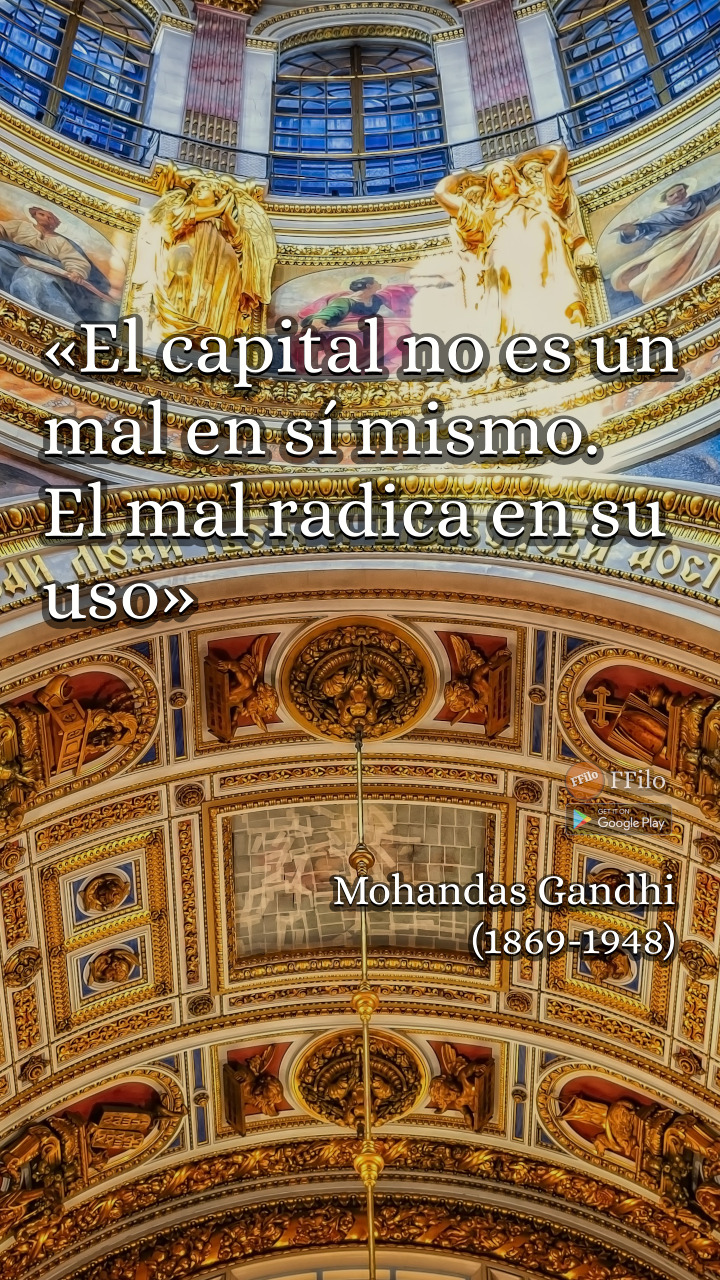 «El capital no es un
mal en sí mismo.
El mal radica en su
uso»
FFilo
FFilo
GET IT ON
Google Play
Mohandas Gandhi
(1869-1948)